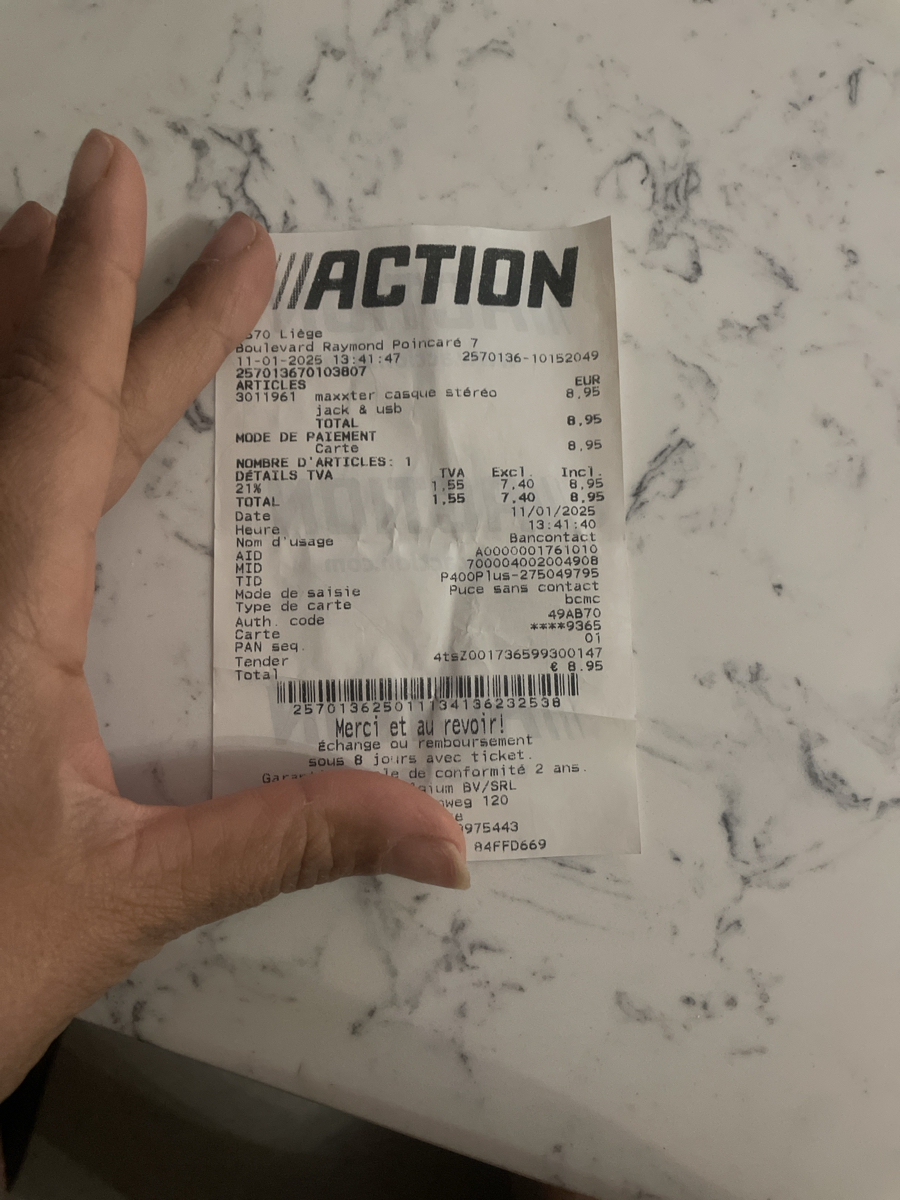 ACTION
570 Liége
Boulevard Raymond Poincaré 7
11-01-2025 13:41:47 2570136-10152049
257013670103807
ARTICLES EUR
3011961 maxxter casque stéréo 8.95
jack & usb
TOTAL 8.95
MODE DE PAIEMENT
Carte 8.95
NOMBRE D'ARTICLES: 1
DÉTAILS TVA TVA Excl. Incl.
21% 1.55 7.40 8.95
TOTAL 1.55 7.40 8.95
Date 11/01/2025
Heure 13:41:40
Nom d'usage Bancontact
AID A0000001761010
MID 700004002004908
TID P400Plus-275049795
Mode de saisie Puce sans contact
Type de carte bcmc
Auth. code 49AB70
Carte ****9365
PAN seq. 01
Tender 4tsZ001736599300147
Total € 8.95
2570136250111134136232538
Merci et au revoir!
Échange ou remboursement
sous 8 jours avec ticket.
de conformité 2 ans.
BV/SRL
120
975443
84FFD669